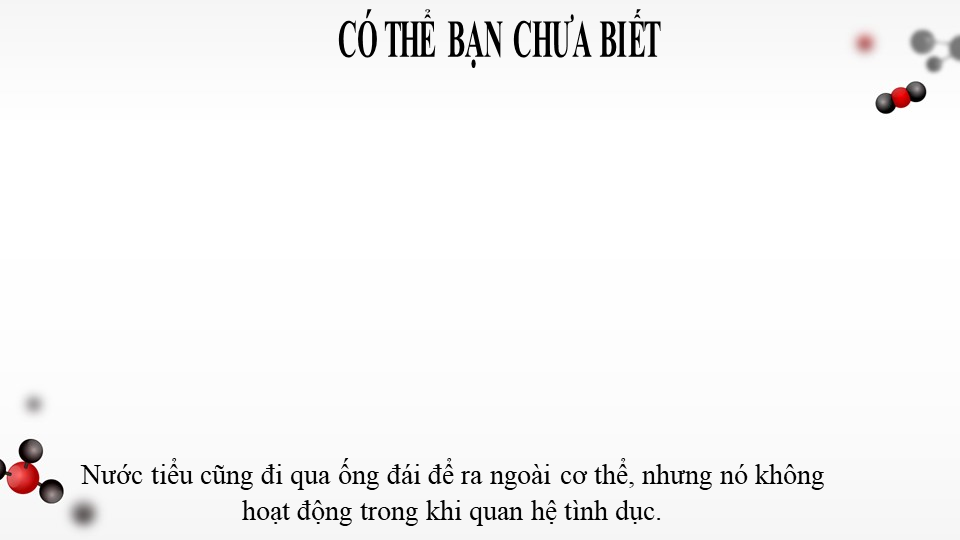 CÓ THỂ BẠN CHƯA BIẾT
Nước tiểu cũng đi qua ống đái để ra ngoài cơ thể, nhưng nó không
hoạt động trong khi quan hệ tình dục.